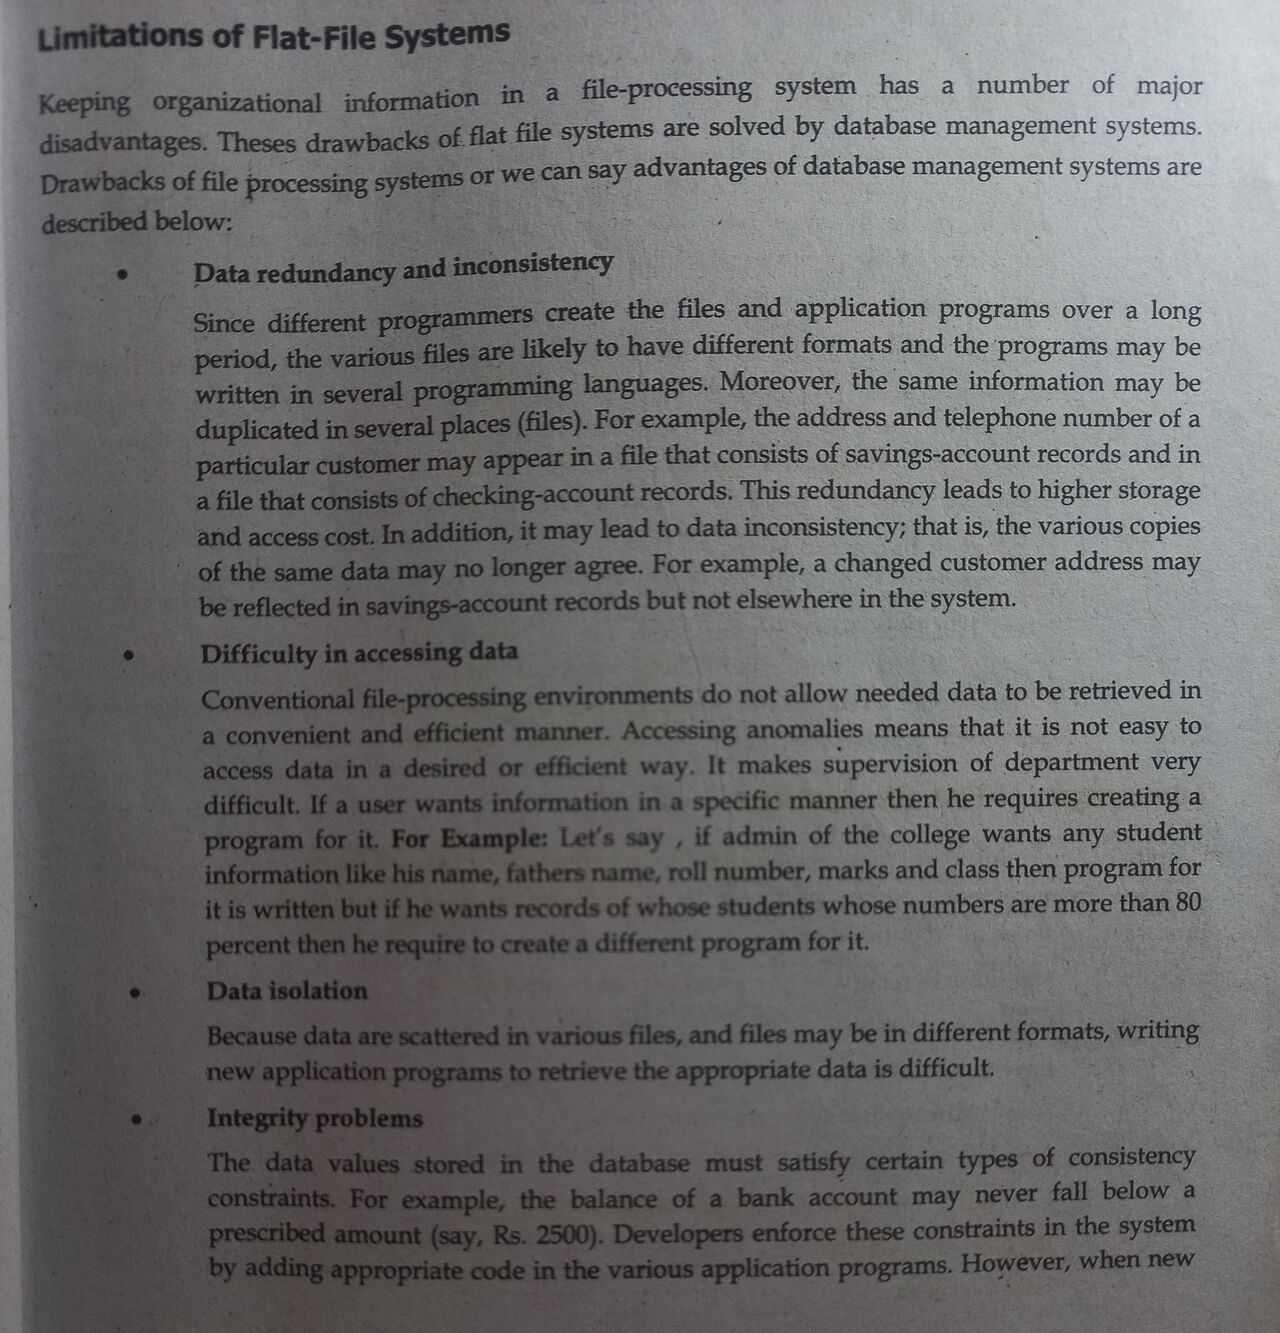 Limitations of Flat-File Systems
Keeping organizational information in a file-processing system has a number of major
disadvantages. Theses drawbacks of flat file systems are solved by database management systems.
Drawbacks of file processing systems or we can say advantages of database management systems are
described below:
• Data redundancy and inconsistency
Since different programmers create the files and application programs over a long
period, the various files are likely to have different formats and the programs may be
written in several programming languages. Moreover, the same information may be
duplicated in several places (files). For example, the address and telephone number of a
particular customer may appear in a file that consists of savings-account records and in
a file that consists of checking-account records. This redundancy leads to higher storage
and access cost. In addition, it may lead to data inconsistency; that is, the various copies
of the same data may no longer agree. For example, a changed customer address may
be reflected in savings-account records but not elsewhere in the system.
• Difficulty in accessing data
Conventional file-processing environments do not allow needed data to be retrieved in
a convenient and efficient manner. Accessing anomalies means that it is not easy to
access data in a desired or efficient way. It makes supervision of department very
difficult. If a user wants information in a specific manner then he requires creating a
program for it. For Example: Let's say , if admin of the college wants any student
information like his name, fathers name, roll number, marks and class then program for
it is written but if he wants records of whose students whose numbers are more than 80
percent then he require to create a different program for it.
• Data isolation
Because data are scattered in various files, and files may be in different formats, writing
new application programs to retrieve the appropriate data is difficult.
• Integrity problems
The data values stored in the database must satisfy certain types of consistency
constraints. For example, the balance of a bank account may never fall below a
prescribed amount (say, Rs. 2500). Developers enforce these constraints in the system
by adding appropriate code in the various application programs. However, when new